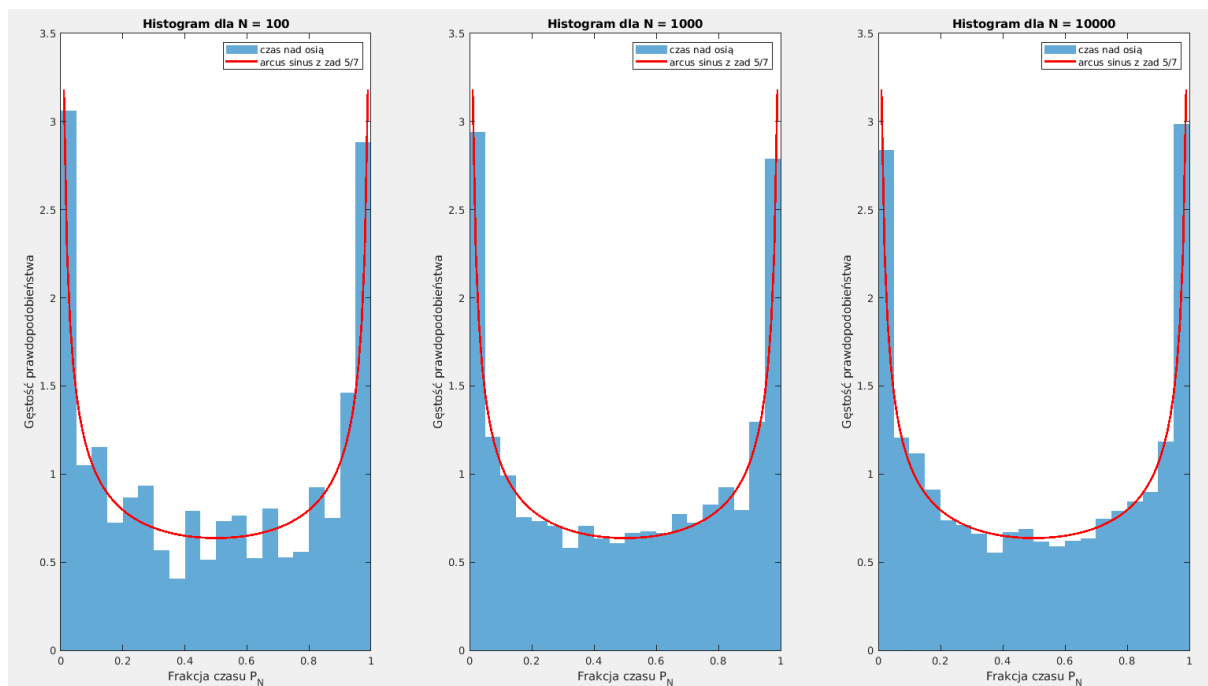 Histogram dla N = 100
czas nad osią
arcus sinus z zad 5/7
Gęstość prawdopodobieństwa
3.5
3
2.5
2
1.5
1
0.5
0
0 0.2 0.4 0.6 0.8 1
Frakcja czasu P_N
Histogram dla N = 1000
czas nad osią
arcus sinus z zad 5/7
Gęstość prawdopodobieństwa
3.5
3
2.5
2
1.5
1
0.5
0
0 0.2 0.4 0.6 0.8 1
Frakcja czasu P_N
Histogram dla N = 10000
czas nad osią
arcus sinus z zad 5/7
Gęstość prawdopodobieństwa
3.5
3
2.5
2
1.5
1
0.5
0
0 0.2 0.4 0.6 0.8 1
Frakcja czasu P_N